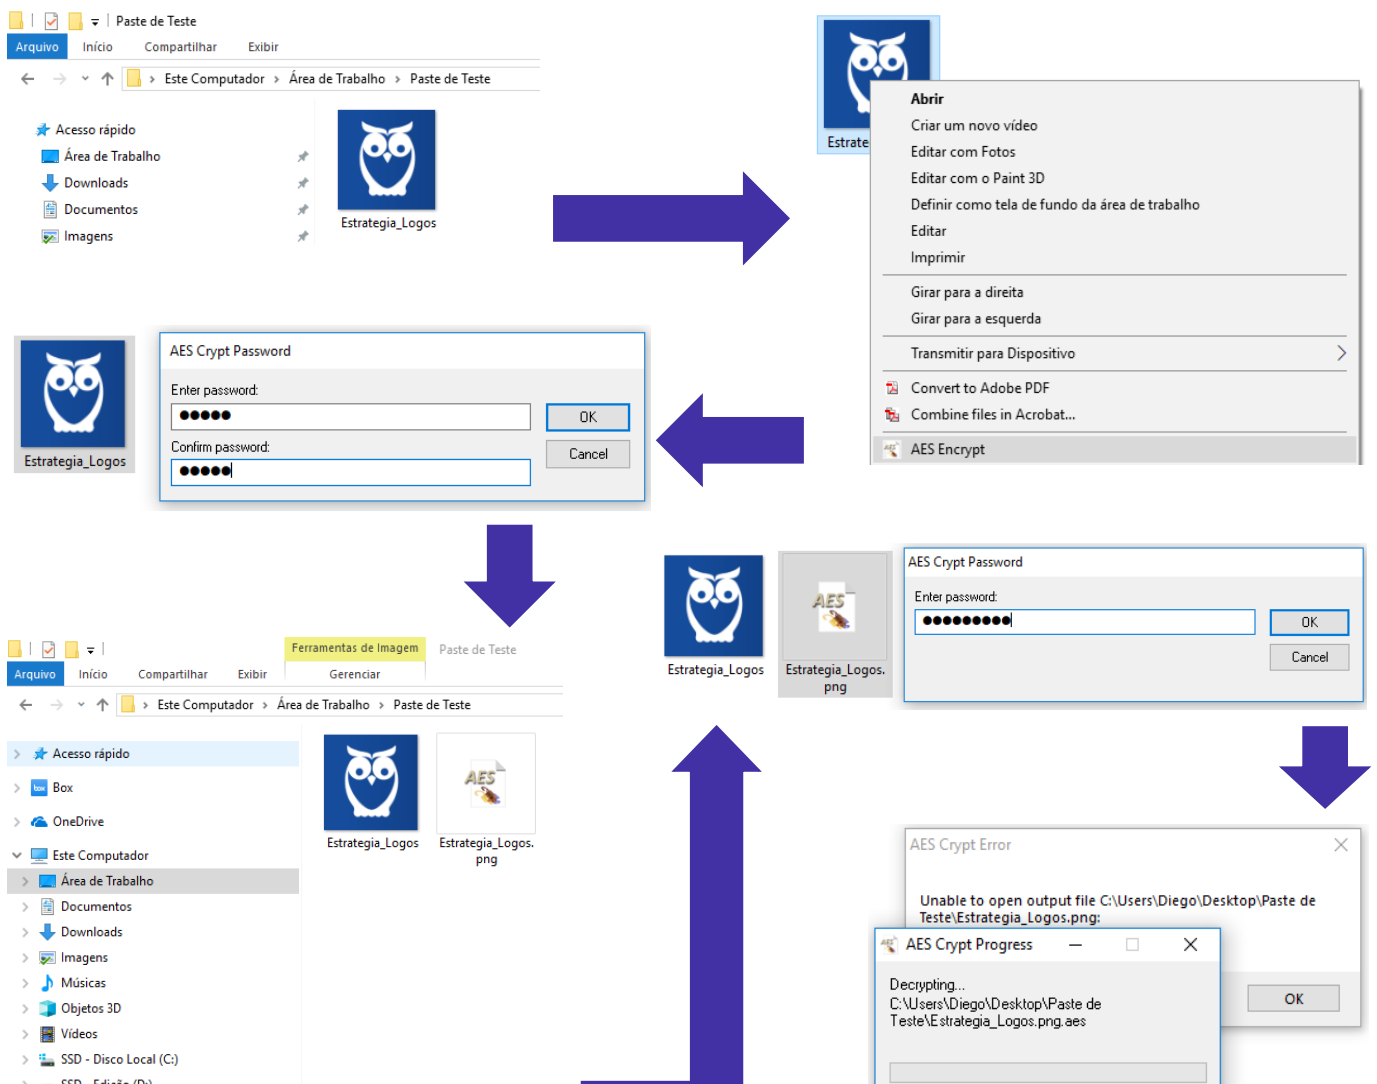 Paste de Teste
Arquivo Início Compartilhar Exibir
Este Computador > Área de Trabalho > Paste de Teste
Acesso rápido
Área de Trabalho
Downloads
Documentos
Imagens
Estrategia_Logos
Estrate
Abrir
Criar um novo vídeo
Editar com Fotos
Editar com o Paint 3D
Definir como tela de fundo da área de trabalho
Editar
Imprimir
Girar para a direita
Girar para a esquerda
Transmitir para Dispositivo
Convert to Adobe PDF
Combine files in Acrobat...
AES Encrypt
Estrategia_Logos
AES Crypt Password
Enter password:
Confirm password:
OK
Cancel
Estrategia_Logos
AES
Estrategia_Logos.
png
AES Crypt Password
Enter password:
OK
Cancel
Ferramentas de Imagem Paste de Teste
Arquivo Início Compartilhar Exibir Gerenciar
Este Computador > Área de Trabalho > Paste de Teste
Acesso rápido
box Box
OneDrive
Este Computador
Área de Trabalho
Documentos
Downloads
Imagens
Músicas
Objetos 3D
Vídeos
SSD - Disco Local (C:)
SSD - Edição (D:)
Estrategia_Logos
AES
Estrategia_Logos.
png
AES Crypt Error
Unable to open output file C:\Users\Diego\Desktop\Paste de
Teste\Estrategia_Logos.png:
OK
AES Crypt Progress
Decrypting...
C:\Users\Diego\Desktop\Paste de
Teste\Estrategia_Logos.png.aes